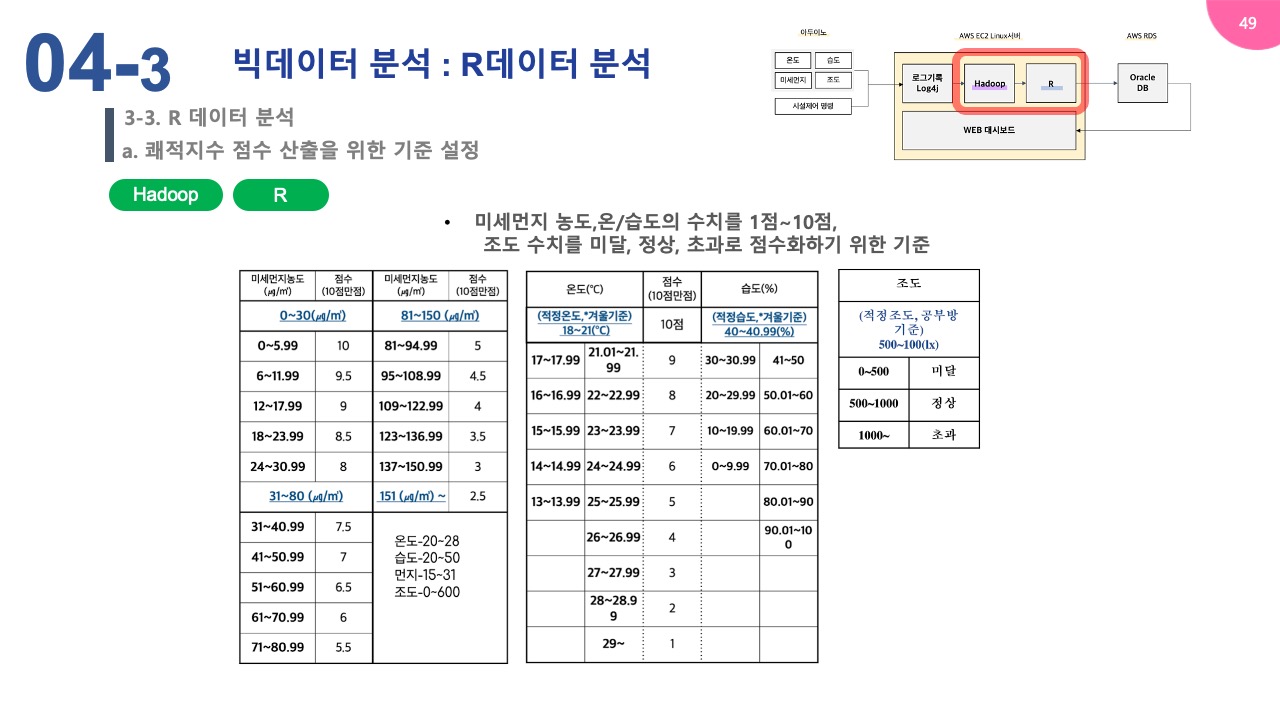 49
04-3
빅데이터 분석 : R데이터 분석
3-3. R 데이터 분석
a. 쾌적지수 점수 산출을 위한 기준 설정
Hadoop
R
아두이노
온도
습도
미세먼지
조도
시설제어 명령
AWS EC2 Linux서버
로그기록
Log4j
Hadoop
R
WEB 대시보드
AWS RDS
Oracle
DB
• 미세먼지 농도,온/습도의 수치를 1점~10점,
조도 수치를 미달, 정상, 초과로 점수화하기 위한 기준
미세먼지농도 점수 미세먼지농도 점수
(㎍/㎥) (10점만점) (㎍/㎥) (10점만점)
0~30(㎍/㎥) 81~150 (㎍/㎥)
0~5.99 10 81~94.99 5
6~11.99 9.5 95~108.99 4.5
12~17.99 9 109~122.99 4
18~23.99 8.5 123~136.99 3.5
24~30.99 8 137~150.99 3
31~80 (㎍/㎥) 151 (㎍/㎥) ~ 2.5
31~40.99 7.5
41~50.99 7
51~60.99 6.5
61~70.99 6
71~80.99 5.5
온도-20~28
습도-20~50
먼지-15~31
조도-0~600
온도(℃) 점수 습도(%)
(10점만점)
(적정온도,*겨울기준) 10점 (적정습도,*겨울기준)
18~21(℃) 40~40.99(%)
17~17.99 21.01~21. 9 30~30.99 41~50
99
16~16.99 22~22.99 8 20~29.99 50.01~60
15~15.99 23~23.99 7 10~19.99 60.01~70
14~14.99 24~24.99 6 0~9.99 70.01~80
13~13.99 25~25.99 5 80.01~90
26~26.99 4 90.01~10
0
27~27.99 3
28~28.9 2
9
29~ 1
조도
(적정조도, 공부방
기준)
500~100(lx)
0~500 미달
500~1000 정상
1000~ 초과